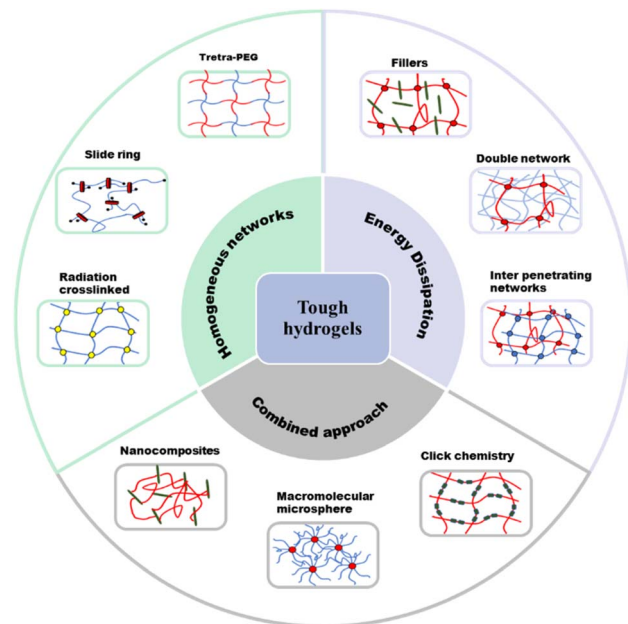 Tretra-PEG
Fillers
Slide ring
Double network
Radiation
crosslinked
Inter penetrating
networks
Homogeneous networks
Energy Dissipation
Tough
hydrogels
Combined approach
Nanocomposites
Macromolecular
microsphere
Click chemistry